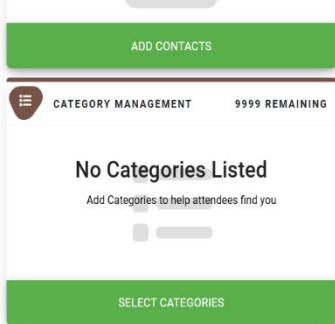 ADD CONTACTS
CATEGORY MANAGEMENT 9999 REMAINING
No Categories Listed
Add Categories to help attendees find you
SELECT CATEGORIES